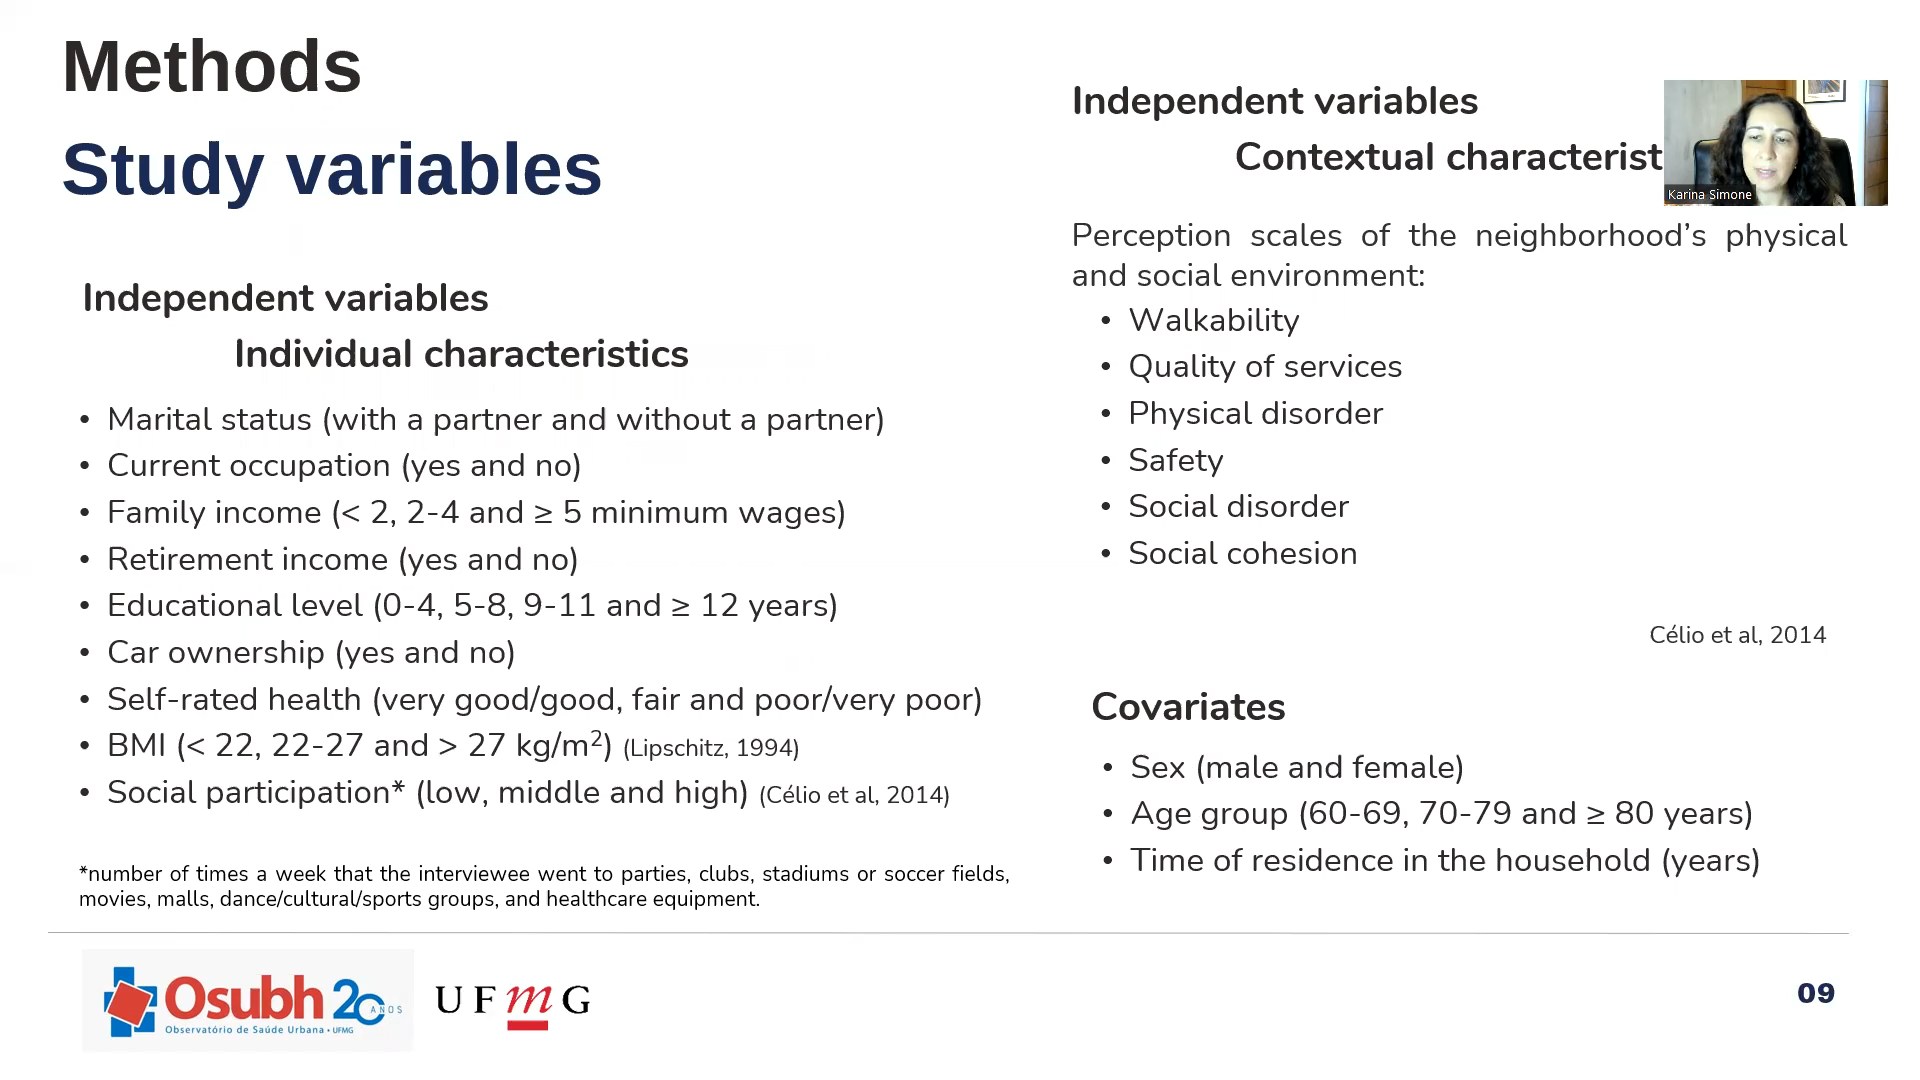 Methods
Study variables
Independent variables
Individual characteristics
• Marital status (with a partner and without a partner)
• Current occupation (yes and no)
• Family income (< 2, 2-4 and ≥ 5 minimum wages)
• Retirement income (yes and no)
• Educational level (0-4, 5-8, 9-11 and ≥ 12 years)
• Car ownership (yes and no)
• Self-rated health (very good/good, fair and poor/very poor)
• BMI (< 22, 22-27 and > 27 kg/m²) (Lipschitz, 1994)
• Social participation* (low, middle and high) (Célio et al, 2014)
*number of times a week that the interviewee went to parties, clubs, stadiums or soccer fields,
movies, malls, dance/cultural/sports groups, and healthcare equipment.
Independent variables
Contextual characterist
Karina Simone
Perception scales of the neighborhood’s physical
and social environment:
• Walkability
• Quality of services
• Physical disorder
• Safety
• Social disorder
• Social cohesion
Célio et al, 2014
Covariates
• Sex (male and female)
• Age group (60-69, 70-79 and ≥ 80 years)
• Time of residence in the household (years)
Osubh 20 ANOS
Observatório de Saúde Urbana • UFMG
UFmG
09